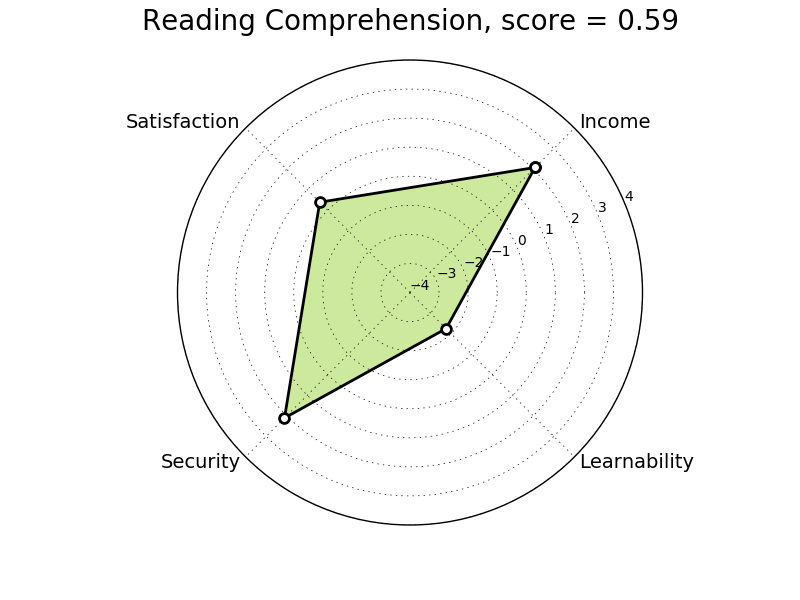 Reading Comprehension, score = 0.59
Satisfaction
Income
4
3
2
1
0
−1
−2
−3
−4
Security
Learnability